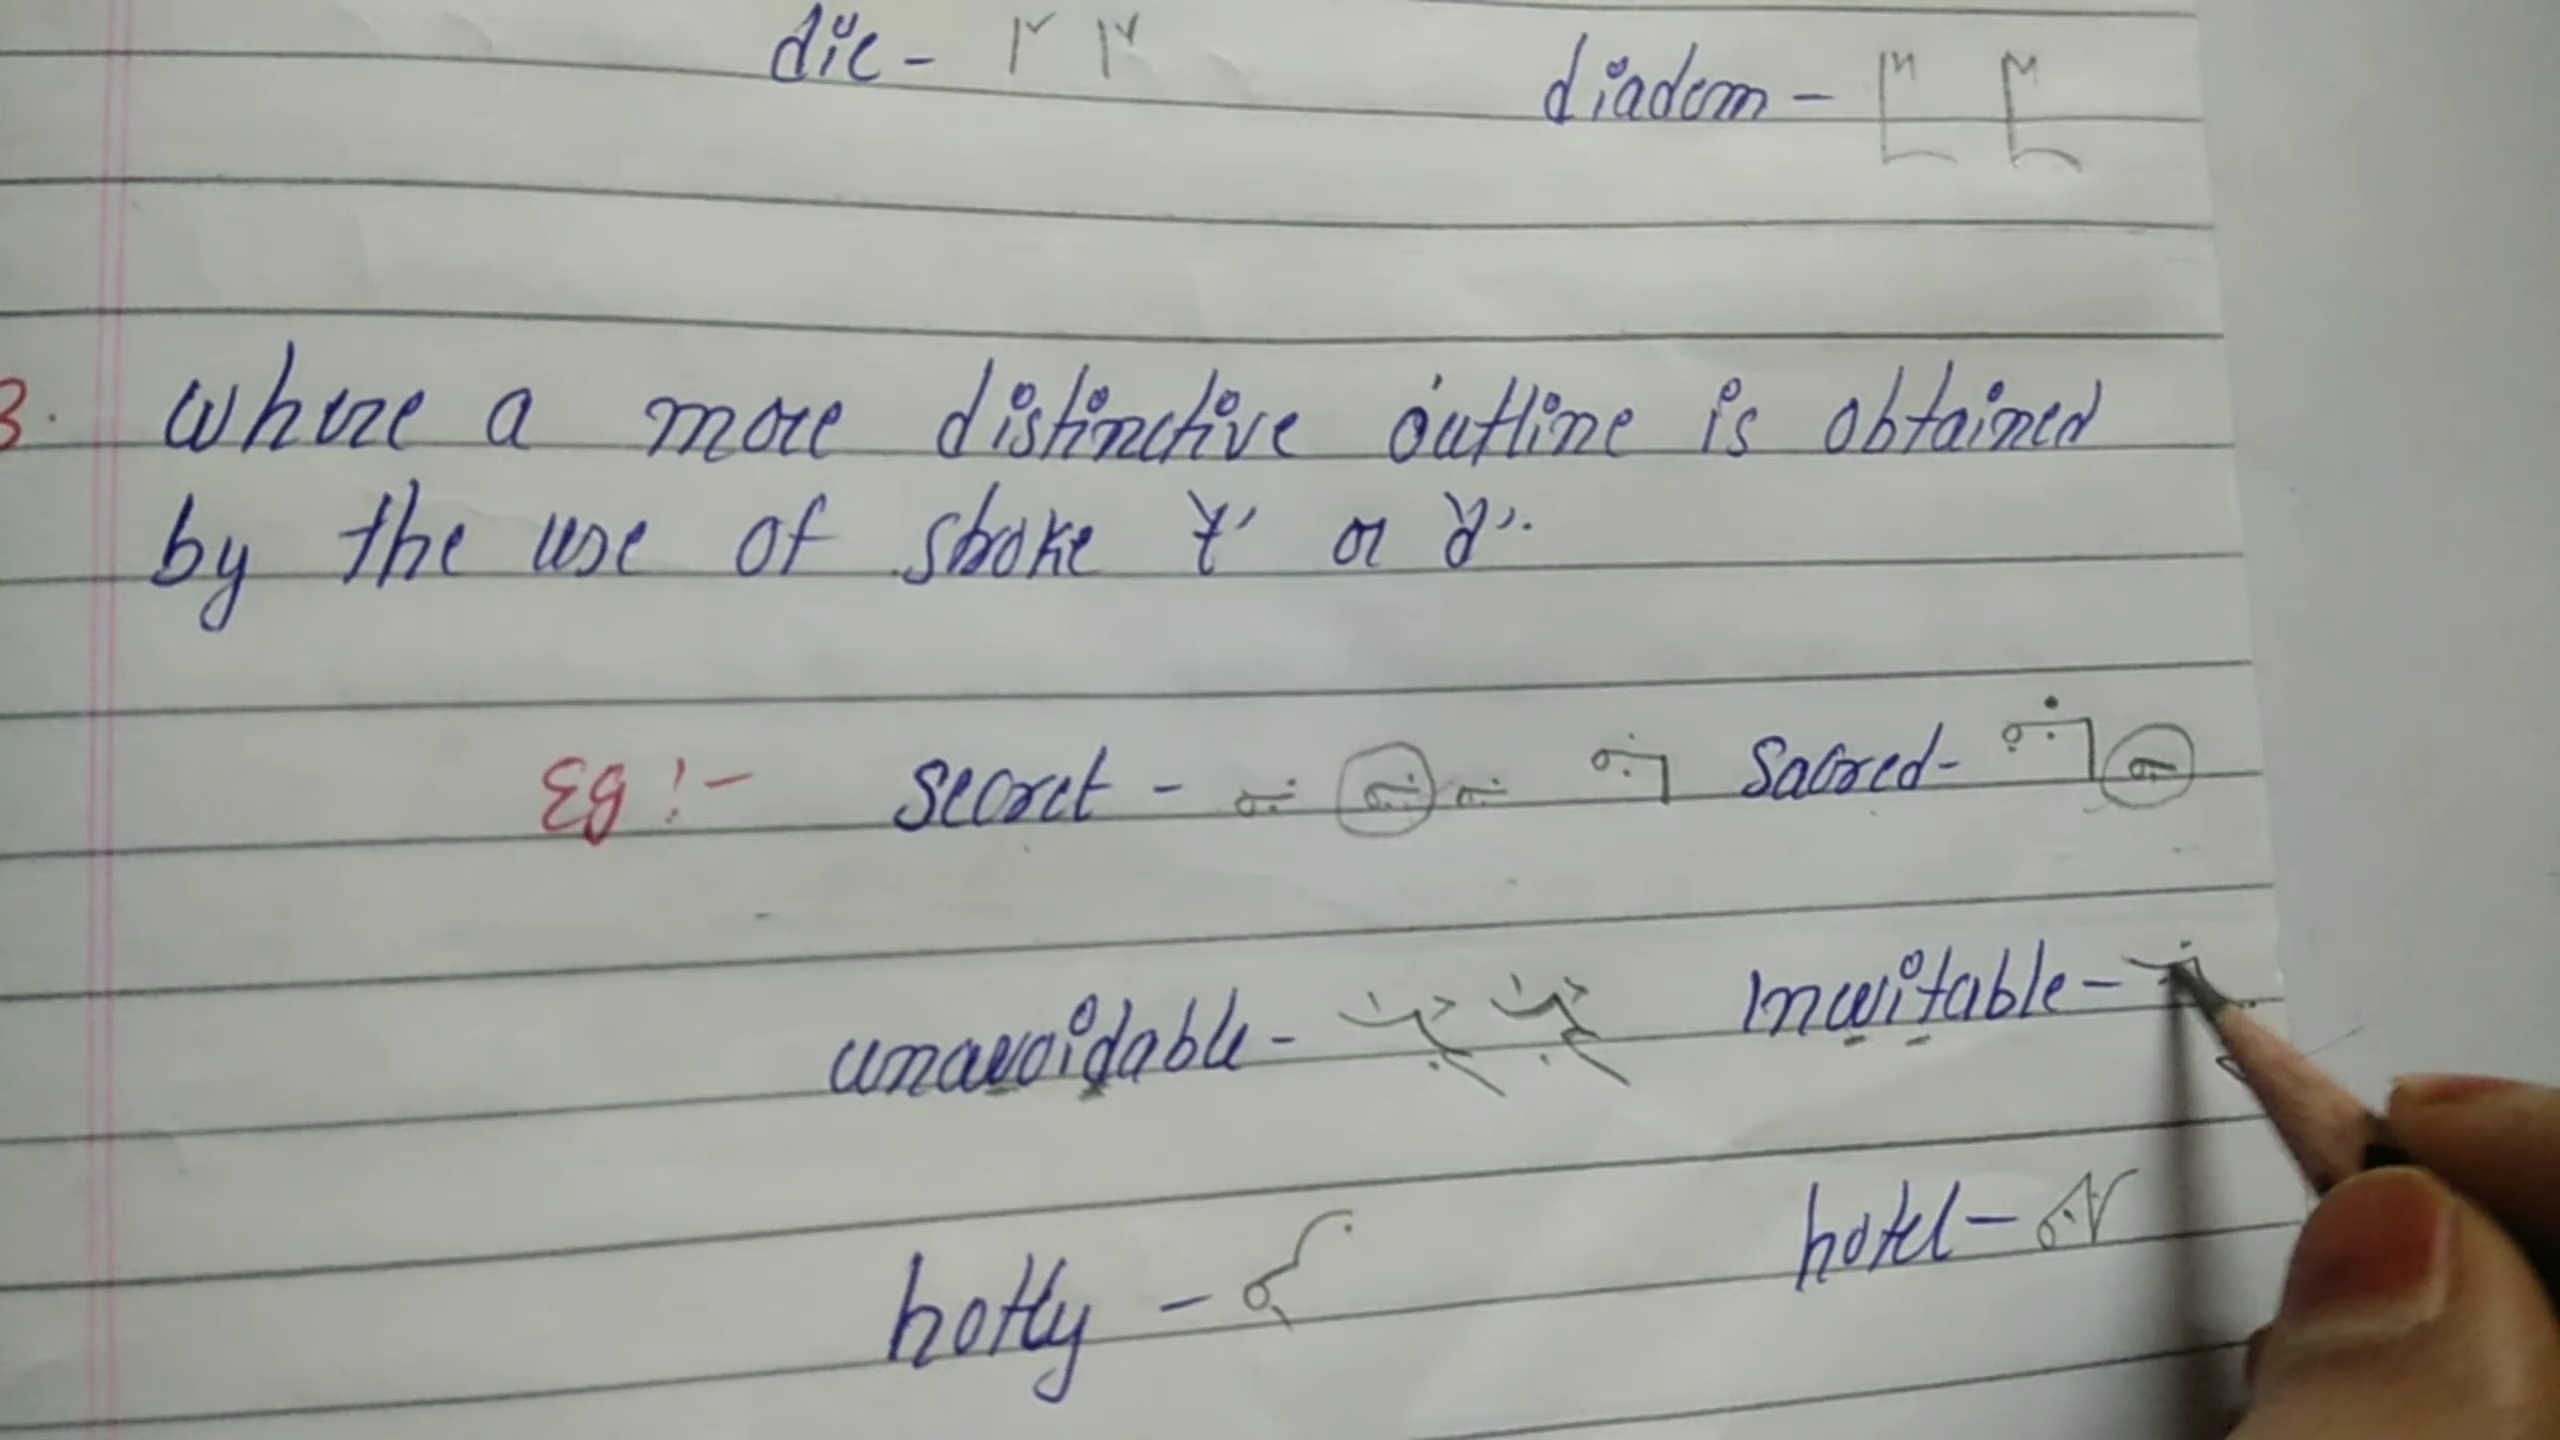 die - diadem -
3. Where a more distinctive outline is obtained
by the use of stroke 't' or 'd'.
Eg :- Secret - Sacred -
unavoidable - Inevitable -
hotly - hotel -